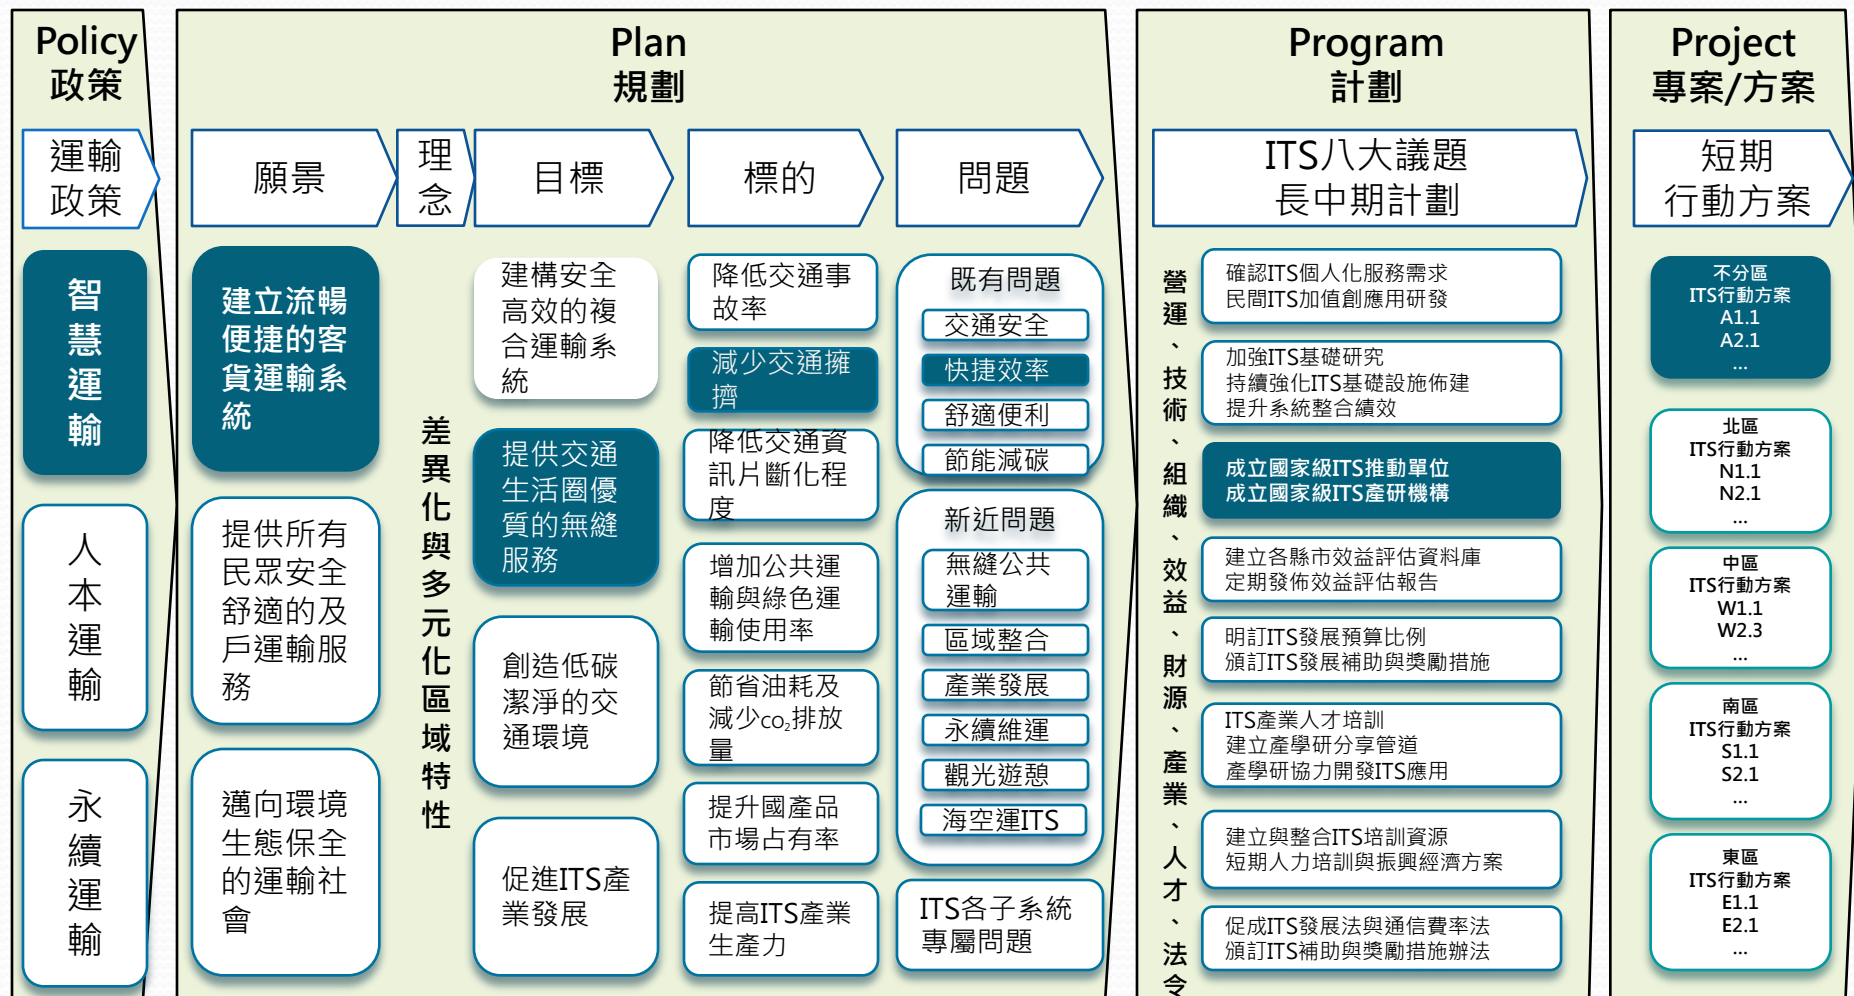 Policy
政策
運輸
政策
智
慧
運
輸
人
本
運
輸
永
續
運
輸
Plan
規劃
願景
建立流暢
便捷的客
貨運輸系
統
提供所有
民眾安全
舒適的及
戶運輸服
務
邁向環境
生態保全
的運輸社
會
理
念
差
異
化
與
多
元
化
區
域
特
性
目標
建構安全
高效的複
合運輸系
統
提供交通
生活圈優
質的無縫
服務
創造低碳
潔淨的交
通環境
促進ITS產
業發展
標的
降低交通事
故率
減少交通擁
擠
降低交通資
訊片斷化程
度
增加公共運
輸與綠色運
輸使用率
節省油耗及
減少CO₂排放
量
提升國產品
市場占有率
提高ITS產業
生產力
問題
既有問題
交通安全
快捷效率
舒適便利
節能減碳
新近問題
無縫公共
運輸
區域整合
產業發展
永續維運
觀光遊憩
海空運ITS
ITS各子系統
專屬問題
Program
計劃
ITS八大議題
長中期計劃
營
運
、
技
術
、
組
織
、
效
益
、
財
源
、
產
業
、
人
才
、
法
令
確認ITS個人化服務需求
民間ITS加值創應用研發
加強ITS基礎研究
持續強化ITS基礎設施佈建
提升系統整合績效
成立國家級ITS推動單位
成立國家級ITS產研機構
建立各縣市效益評估資料庫
定期發佈效益評估報告
明訂ITS發展預算比例
頒訂ITS發展補助與獎勵措施
ITS產業人才培訓
建立產學研分享管道
產學研協力開發ITS應用
建立與整合ITS培訓資源
短期人力培訓與振興經濟方案
促成ITS發展法與通信費率法
頒訂ITS補助與獎勵措施辦法
Project
專案/方案
短期
行動方案
不分區
ITS行動方案
A1.1
A2.1
...
北區
ITS行動方案
N1.1
N2.1
...
中區
ITS行動方案
W1.1
W2.3
...
南區
ITS行動方案
S1.1
S2.1
...
東區
ITS行動方案
E1.1
E2.1
...